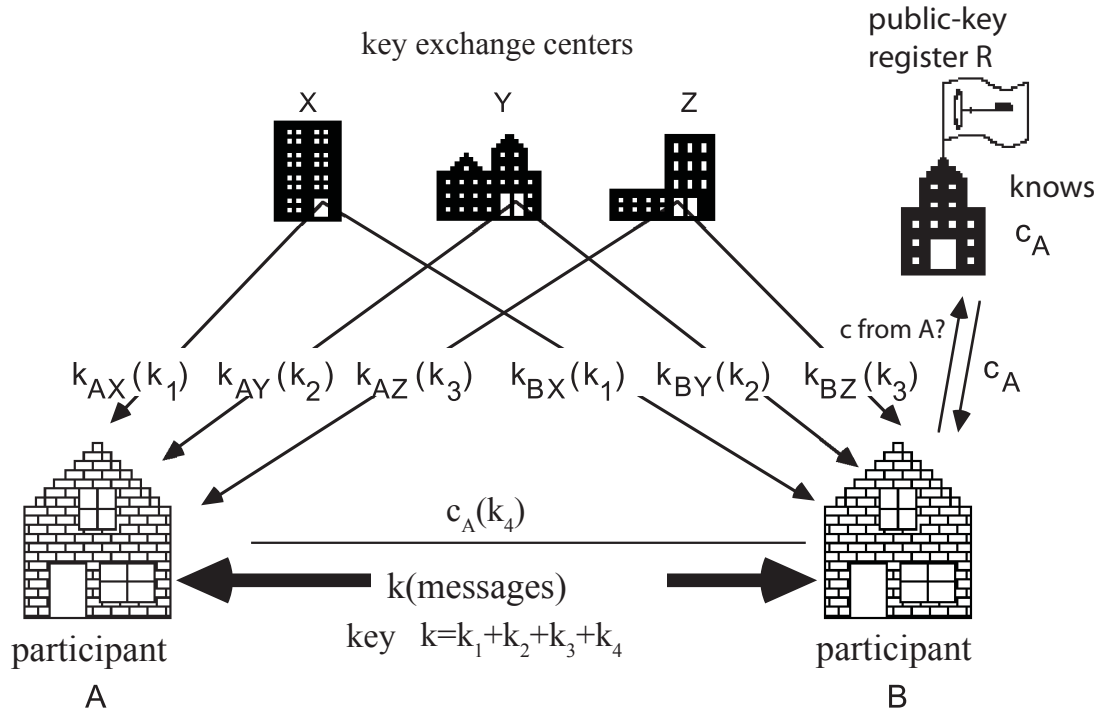 public-key
register R
key exchange centers
X Y Z
knows
c_A
c from A?
k_AX(k_1) k_AY(k_2) k_AZ(k_3) k_BX(k_1) k_BY(k_2) k_BZ(k_3)
c_A
c_A(k_4)
k(messages)
key k=k_1+k_2+k_3+k_4
participant
A
participant
B